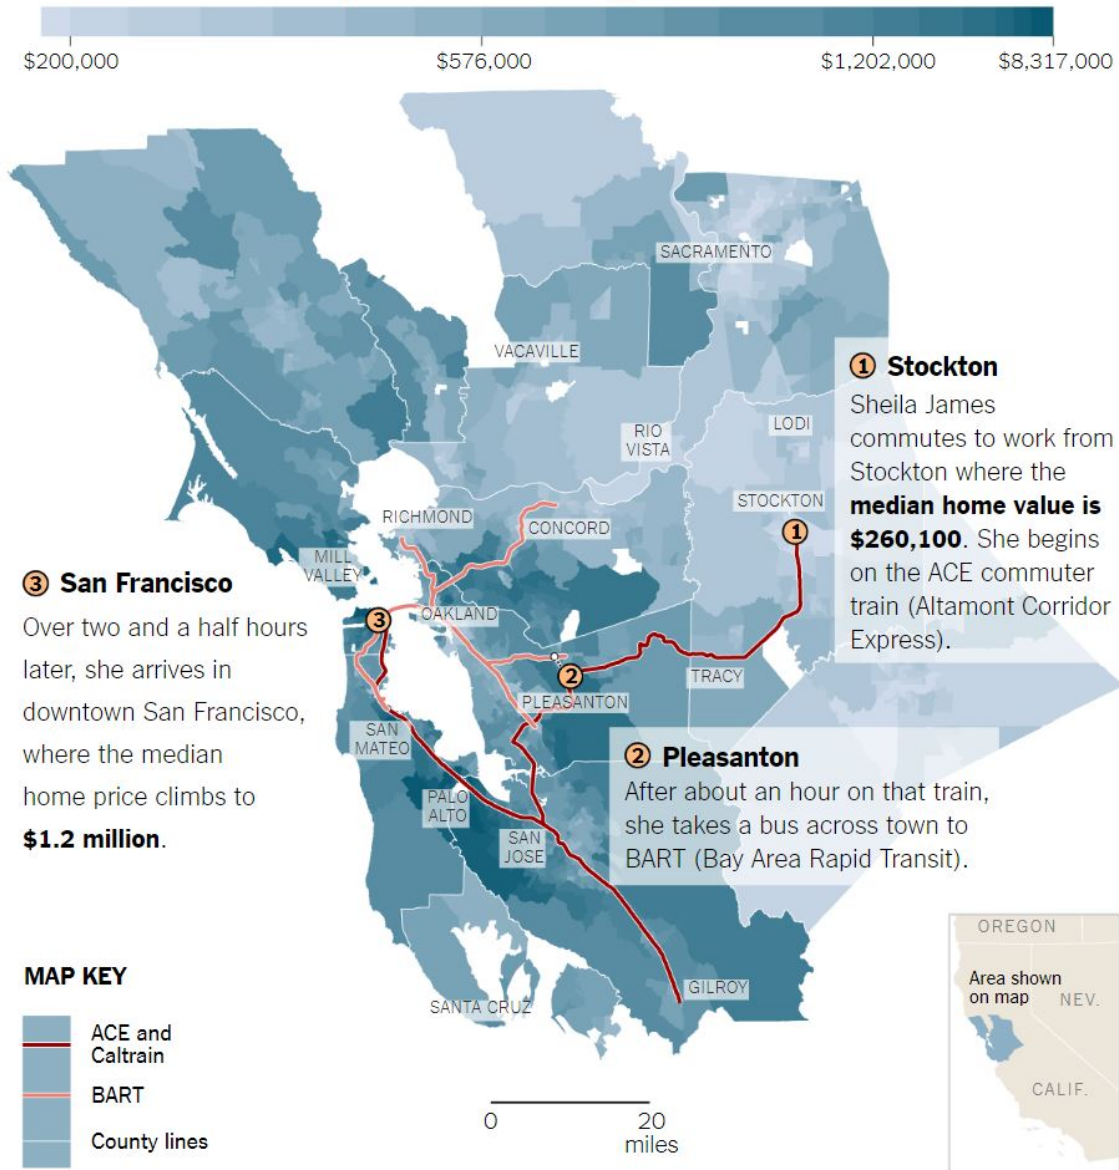 $200,000
$576,000
$1,202,000
$8,317,000
SACRAMENTO
VACAVILLE
RIO
VISTA
LODI
STOCKTON
1
RICHMOND
CONCORD
MILL
VALLEY
OAKLAND
3
2
PLEASANTON
TRACY
SAN
MATEO
PALO
ALTO
SAN
JOSE
GILROY
SANTA CRUZ
1 Stockton
Sheila James
commutes to work from
Stockton where the
median home value is
$260,100. She begins
on the ACE commuter
train (Altamont Corridor
Express).
2 Pleasanton
After about an hour on that train,
she takes a bus across town to
BART (Bay Area Rapid Transit).
3 San Francisco
Over two and a half hours
later, she arrives in
downtown San Francisco,
where the median
home price climbs to
$1.2 million.
MAP KEY
ACE and
Caltrain
BART
County lines
0 20
miles
OREGON
Area shown
on map
NEV.
CALIF.